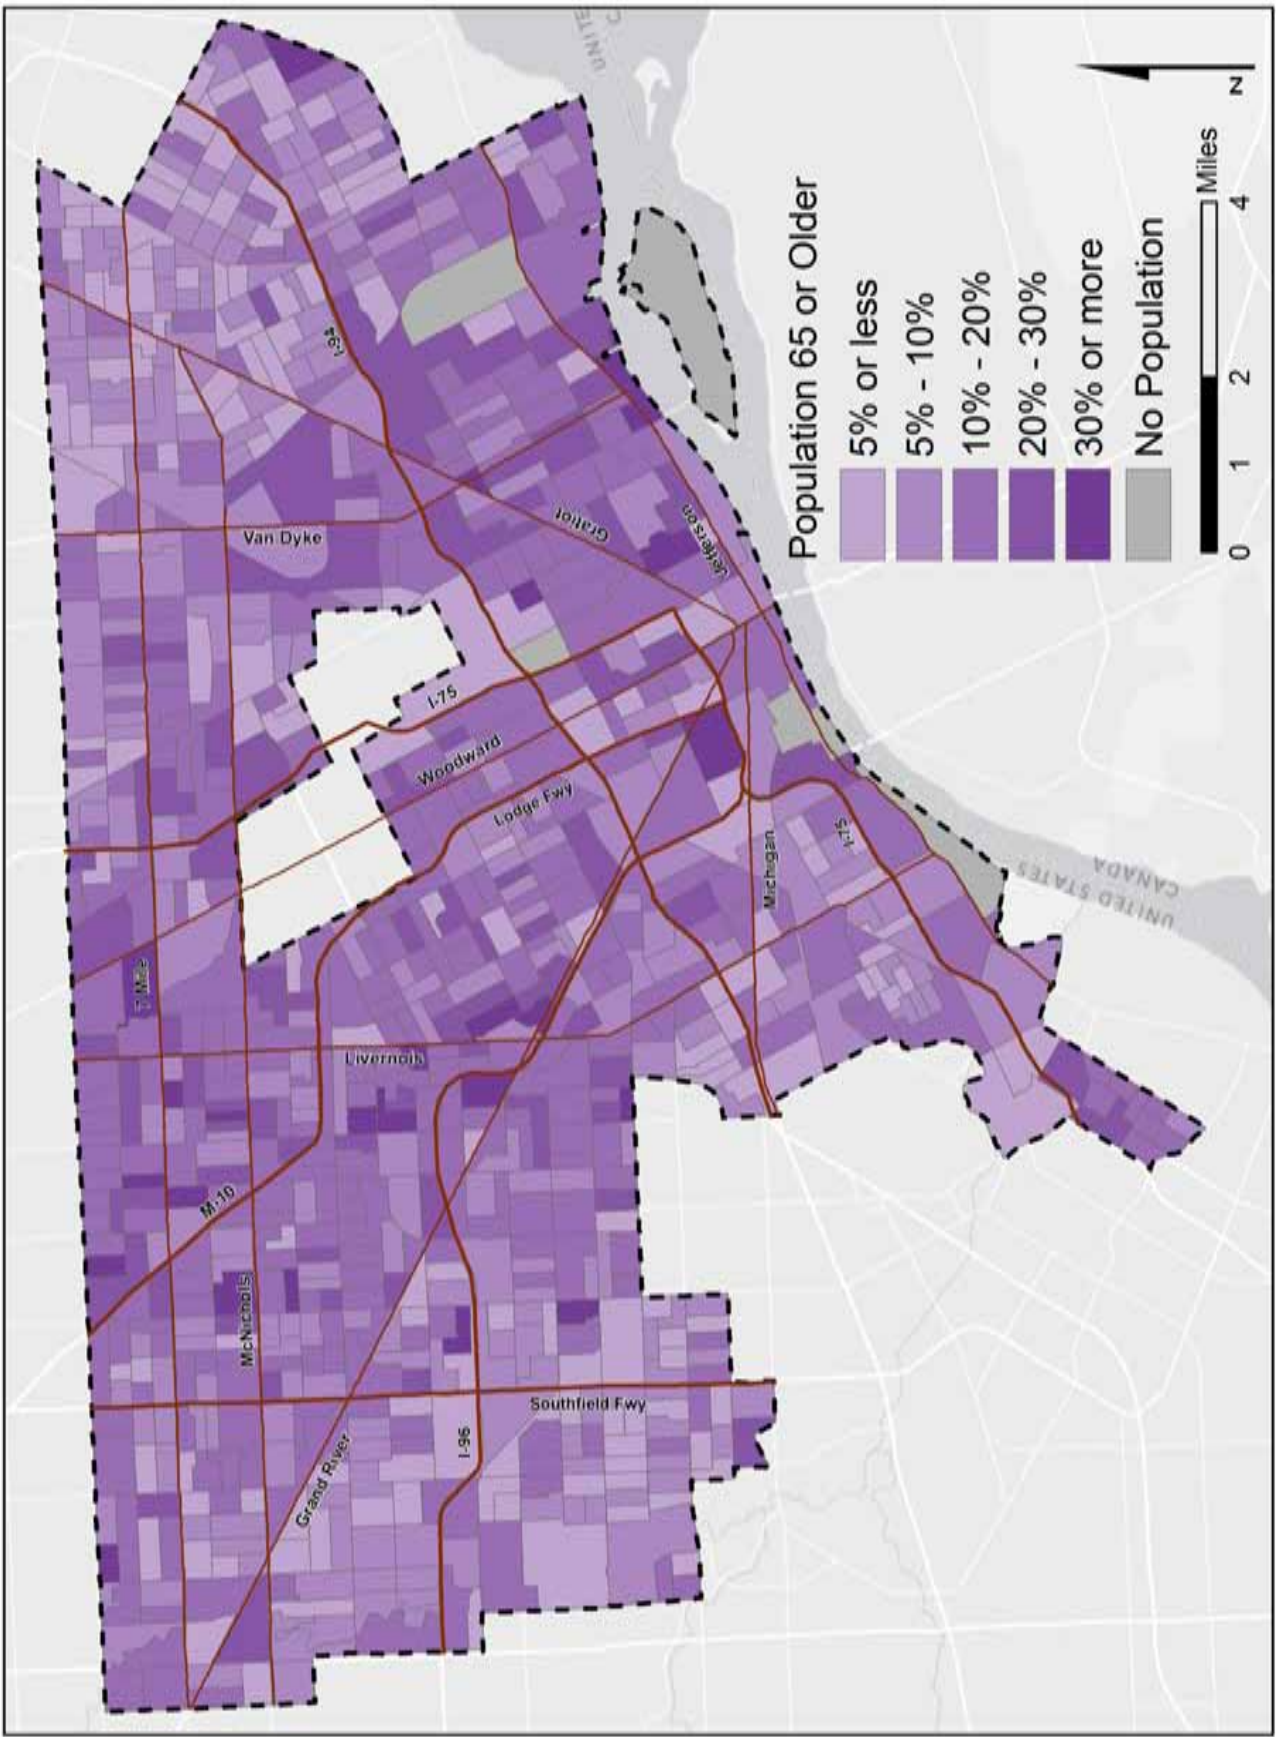 UNITE
C
I-94
Van Dyke
Gratiot
Jefferson
I-75
Woodward
Lodge Fwy
7 Mile
Michigan
I-75
Livernois
M-10
McNichols
Southfield Fwy
I-96
Grand River
UNITED STATES
CANADA
Population 65 or Older
5% or less
5% - 10%
10% - 20%
20% - 30%
30% or more
No Population
0 1 2 4 Miles
N